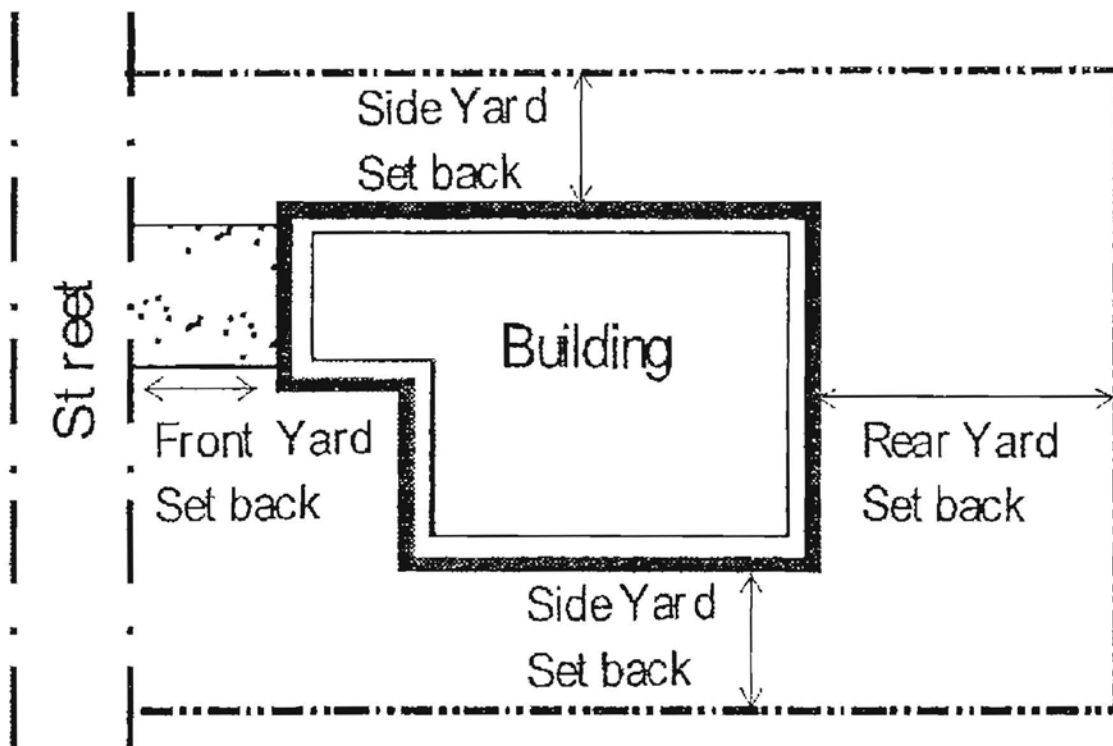 Side Yard
Set back
Street
Building
Front Yard
Set back
Rear Yard
Set back
Side Yard
Set back